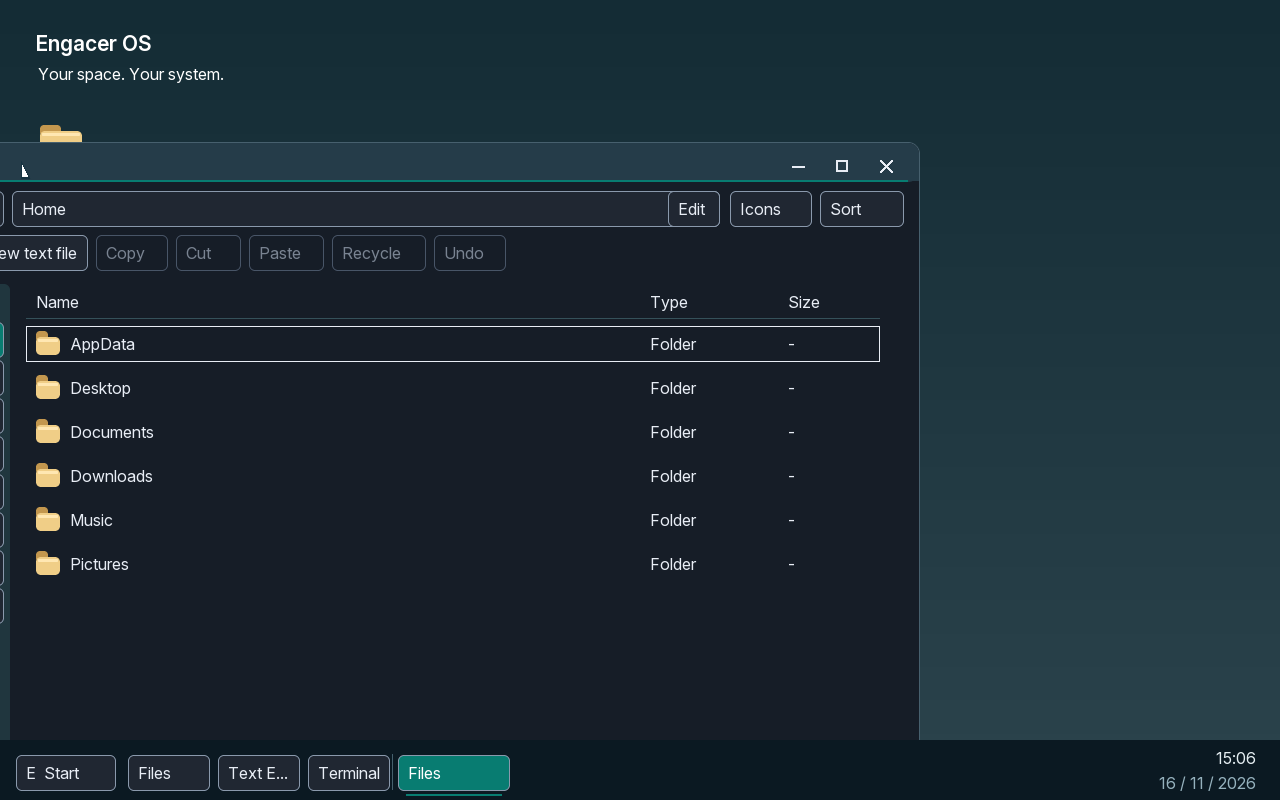 Engacer OS
Your space. Your system.
Home Edit Icons Sort
ew text file Copy Cut Paste Recycle Undo
Name Type Size
AppData Folder -
Desktop Folder -
Documents Folder -
Downloads Folder -
Music Folder -
Pictures Folder -
E Start Files Text E... Terminal Files
15:06
16 / 11 / 2026